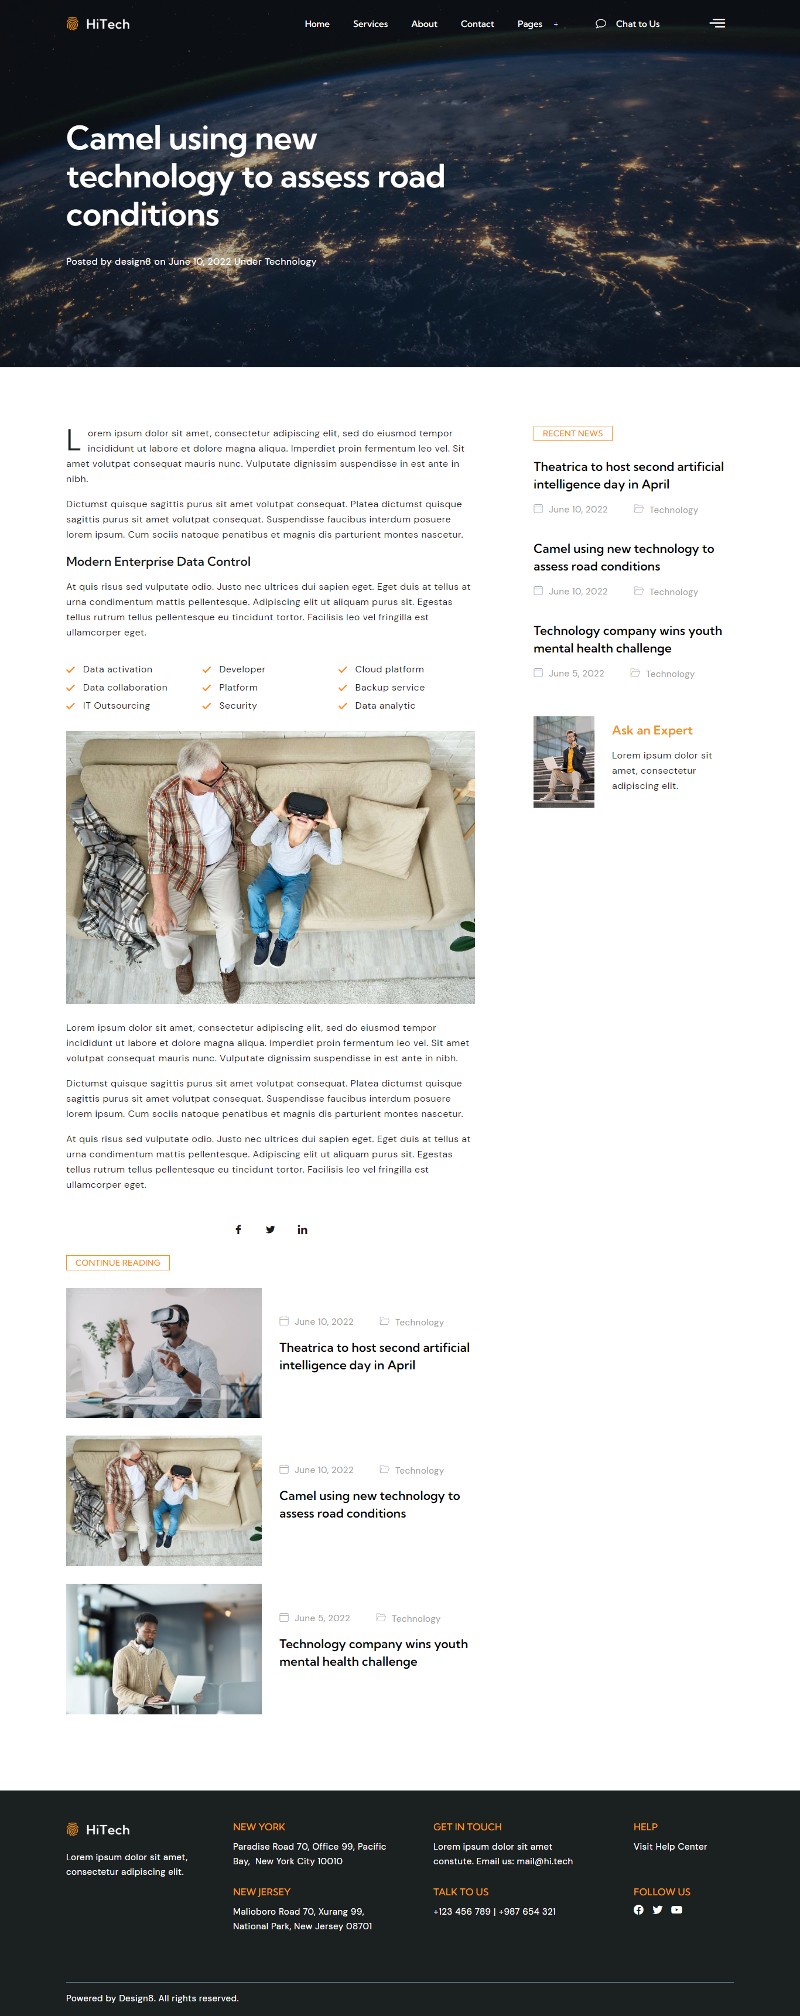 HiTech
Home Services About Contact Pages Chat to Us
Camel using new
technology to assess road
conditions
Posted by design8 on June 10, 2022 Under Technology
Lorem ipsum dolor sit amet, consectetur adipiscing elit, sed do eiusmod tempor
incididunt ut labore et dolore magna aliqua. Imperdiet proin fermentum leo vel. Sit
amet volutpat consequat mauris nunc. Vulputate dignissim suspendisse in est ante in
nibh.
Dictumst quisque sagittis purus sit amet volutpat consequat. Platea dictumst quisque
sagittis purus sit amet volutpat consequat. Suspendisse faucibus interdum posuere
lorem ipsum. Cum sociis natoque penatibus et magnis dis parturient montes nascetur.
Modern Enterprise Data Control
At quis risus sed vulputate odio. Justo nec ultrices dui sapien eget. Eget duis at tellus at
urna condimentum mattis pellentesque. Adipiscing elit ut aliquam purus sit. Egestas
tellus rutrum tellus pellentesque eu tincidunt tortor. Facilisis leo vel fringilla est
ullamcorper eget.
Data activation
Data collaboration
IT Outsourcing
Developer
Platform
Security
Cloud platform
Backup service
Data analytic
Lorem ipsum dolor sit amet, consectetur adipiscing elit, sed do eiusmod tempor
incididunt ut labore et dolore magna aliqua. Imperdiet proin fermentum leo vel. Sit amet
volutpat consequat mauris nunc. Vulputate dignissim suspendisse in est ante in nibh.
Dictumst quisque sagittis purus sit amet volutpat consequat. Platea dictumst quisque
sagittis purus sit amet volutpat consequat. Suspendisse faucibus interdum posuere
lorem ipsum. Cum sociis natoque penatibus et magnis dis parturient montes nascetur.
At quis risus sed vulputate odio. Justo nec ultrices dui sapien eget. Eget duis at tellus at
urna condimentum mattis pellentesque. Adipiscing elit ut aliquam purus sit. Egestas
tellus rutrum tellus pellentesque eu tincidunt tortor. Facilisis leo vel fringilla est
ullamcorper eget.
CONTINUE READING
June 10, 2022 Technology
Theatrica to host second artificial
intelligence day in April
June 10, 2022 Technology
Camel using new technology to
assess road conditions
June 5, 2022 Technology
Technology company wins youth
mental health challenge
RECENT NEWS
Theatrica to host second artificial
intelligence day in April
June 10, 2022 Technology
Camel using new technology to
assess road conditions
June 10, 2022 Technology
Technology company wins youth
mental health challenge
June 5, 2022 Technology
Ask an Expert
Lorem ipsum dolor sit
amet, consectetur
adipiscing elit.
HiTech
Lorem ipsum dolor sit amet,
consectetur adipiscing elit.
NEW YORK
Paradise Road 70, Office 99, Pacific
Bay, New York City 10010
NEW JERSEY
Malioboro Road 70, Xurang 99,
National Park, New Jersey 08701
GET IN TOUCH
Lorem ipsum dolor sit amet
constute. Email us: mail@hi.tech
TALK TO US
+123 456 789 | +987 654 321
HELP
Visit Help Center
FOLLOW US
Powered by Design8. All rights reserved.